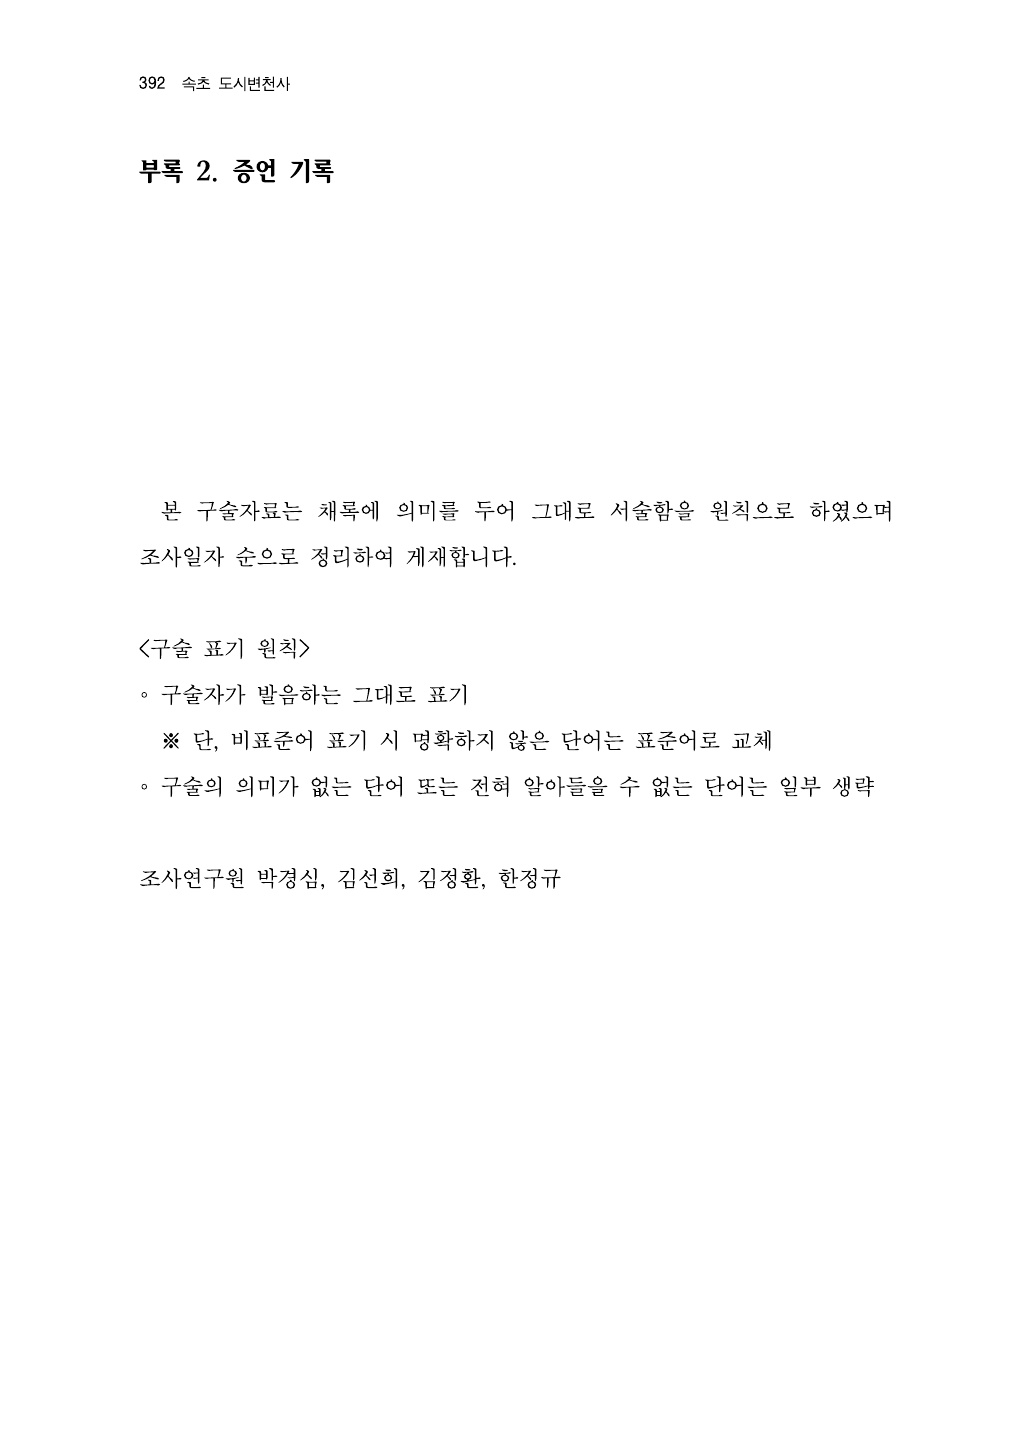 392 속초 도시변천사
부록 2. 증언 기록
본 구술자료는 채록에 의미를 두어 그대로 서술함을 원칙으로 하였으며
조사일자 순으로 정리하여 게재합니다.
<구술 표기 원칙>
◦ 구술자가 발음하는 그대로 표기
※ 단, 비표준어 표기 시 명확하지 않은 단어는 표준어로 교체
◦ 구술의 의미가 없는 단어 또는 전혀 알아들을 수 없는 단어는 일부 생략
조사연구원 박경심, 김선희, 김정환, 한정규